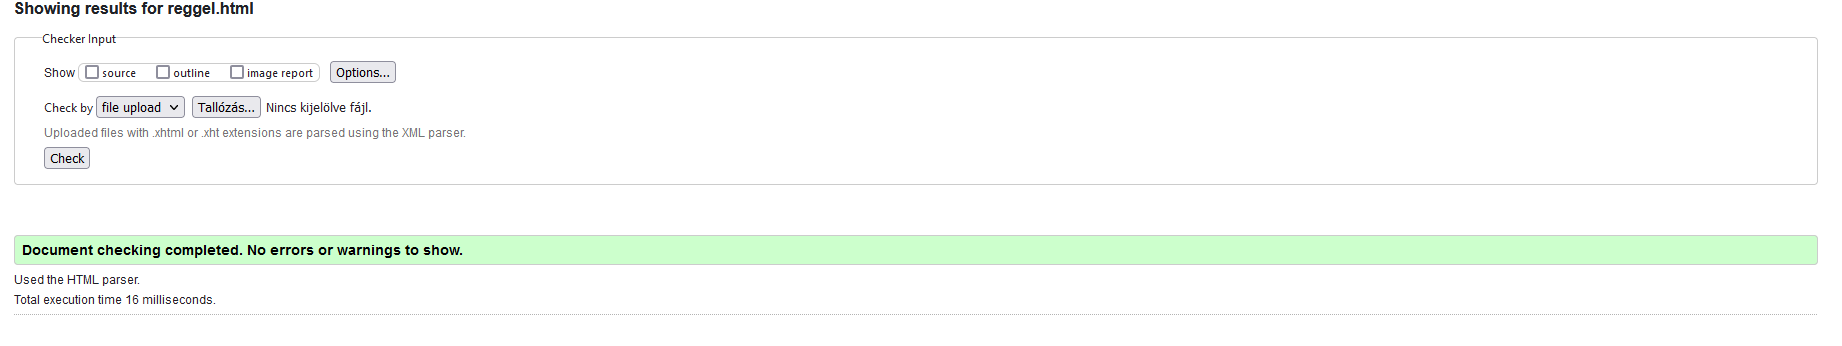 Showing results for reggel.html
Checker Input
Show source outline image report Options...
Check by file upload Tallózás... Nincs kijelölve fájl.
Uploaded files with .xhtml or .xht extensions are parsed using the XML parser.
Check
Document checking completed. No errors or warnings to show.
Used the HTML parser.
Total execution time 16 milliseconds.